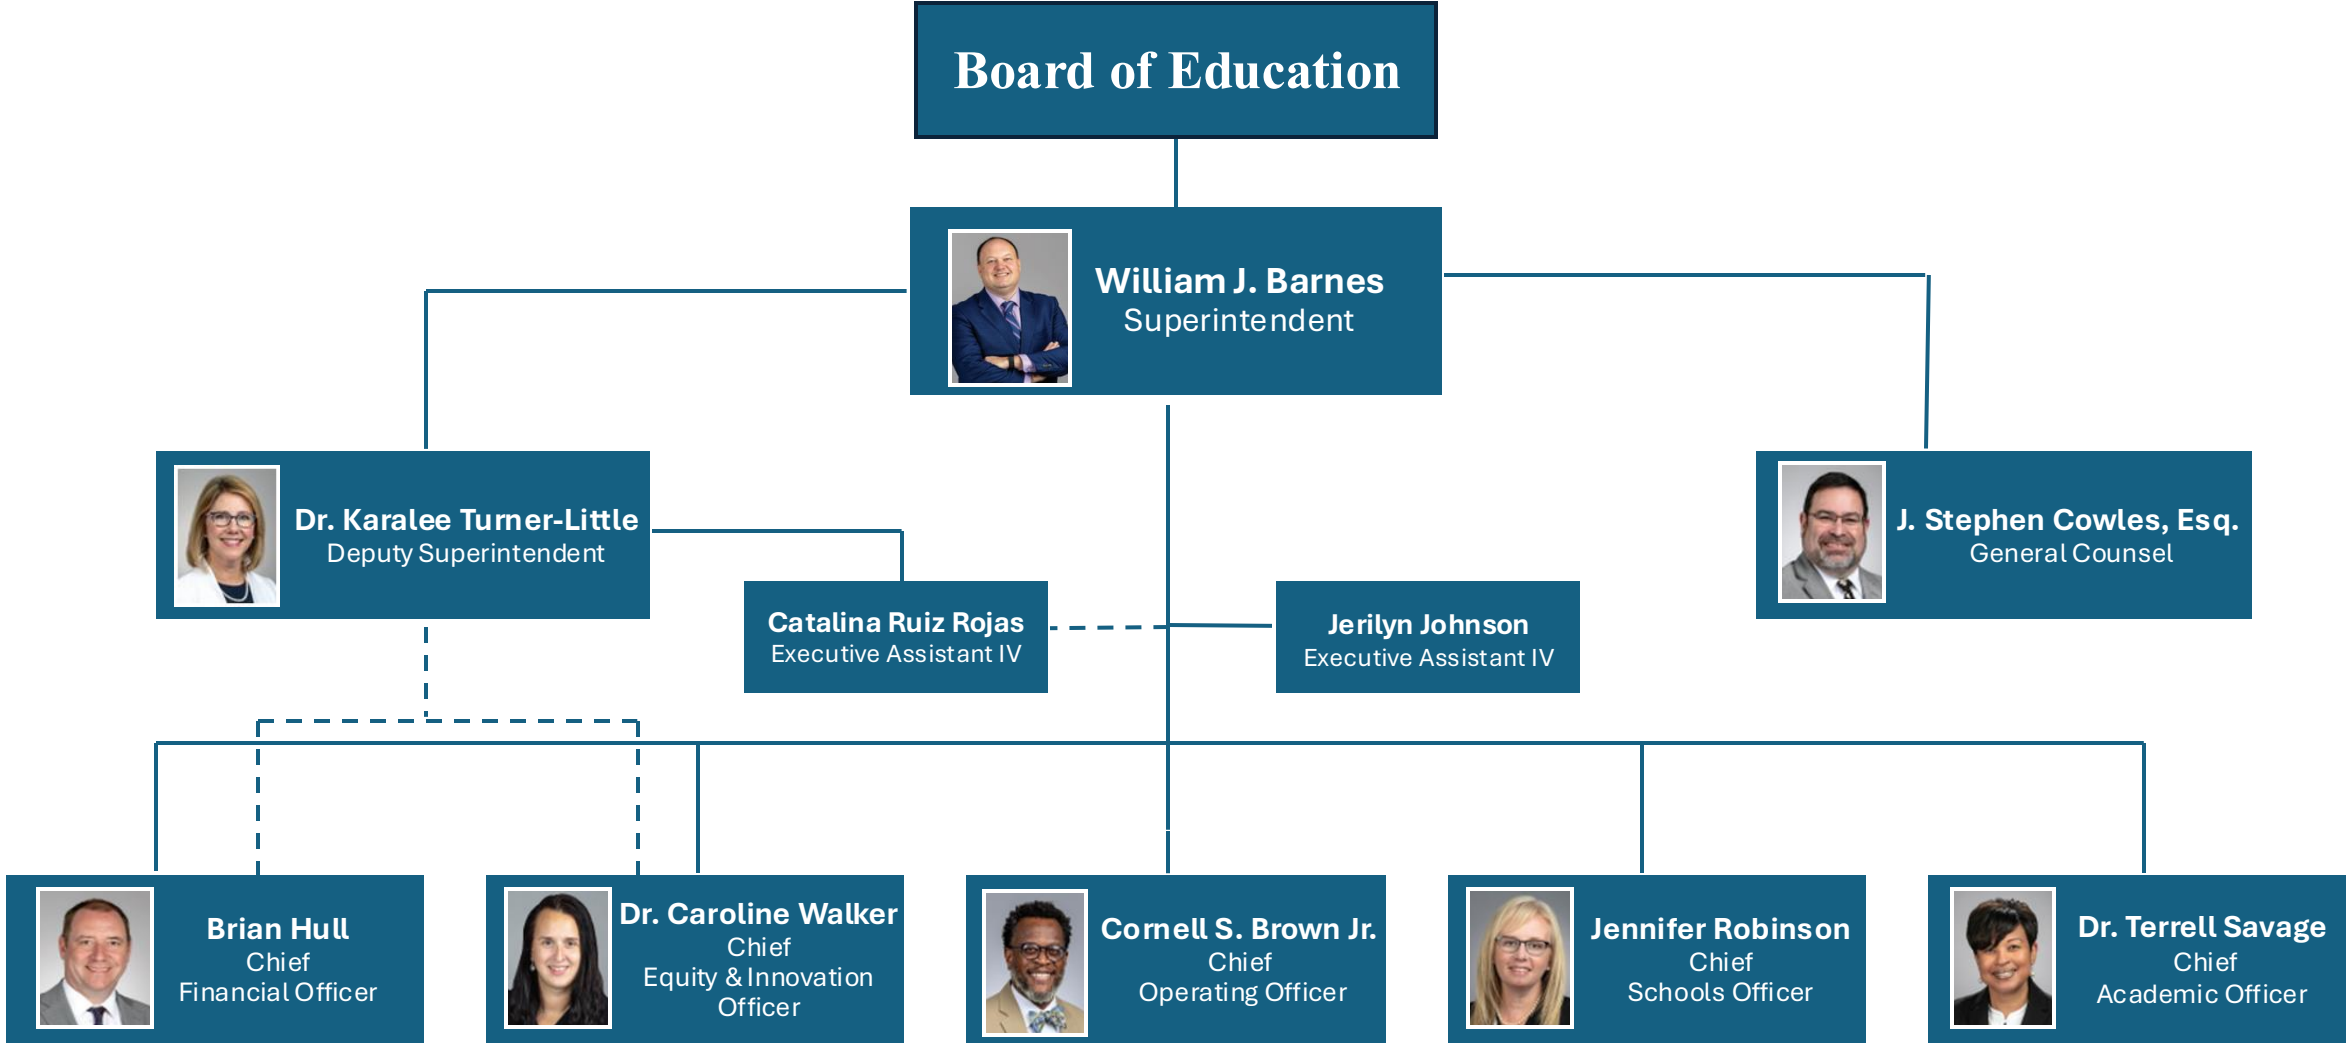 Board of Education
William J. Barnes
Superintendent
Dr. Karalee Turner-Little
Deputy Superintendent
J. Stephen Cowles, Esq.
General Counsel
Catalina Ruiz Rojas
Executive Assistant IV
Jerilyn Johnson
Executive Assistant IV
Brian Hull
Chief
Financial Officer
Dr. Caroline Walker
Chief
Equity & Innovation
Officer
Cornell S. Brown Jr.
Chief
Operating Officer
Jennifer Robinson
Chief
Schools Officer
Dr. Terrell Savage
Chief
Academic Officer